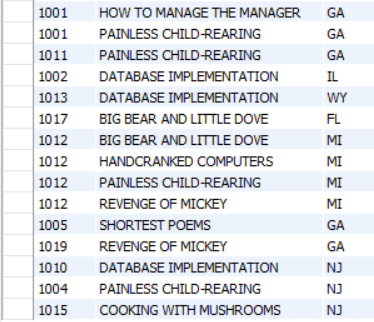 1001 HOW TO MANAGE THE MANAGER GA
1001 PAINLESS CHILD-REARING GA
1011 PAINLESS CHILD-REARING GA
1002 DATABASE IMPLEMENTATION IL
1013 DATABASE IMPLEMENTATION WY
1017 BIG BEAR AND LITTLE DOVE FL
1012 BIG BEAR AND LITTLE DOVE MI
1012 HANDCRANKED COMPUTERS MI
1012 PAINLESS CHILD-REARING MI
1012 REVENGE OF MICKEY MI
1005 SHORTEST POEMS GA
1019 REVENGE OF MICKEY GA
1010 DATABASE IMPLEMENTATION NJ
1004 PAINLESS CHILD-REARING NJ
1015 COOKING WITH MUSHROOMS NJ